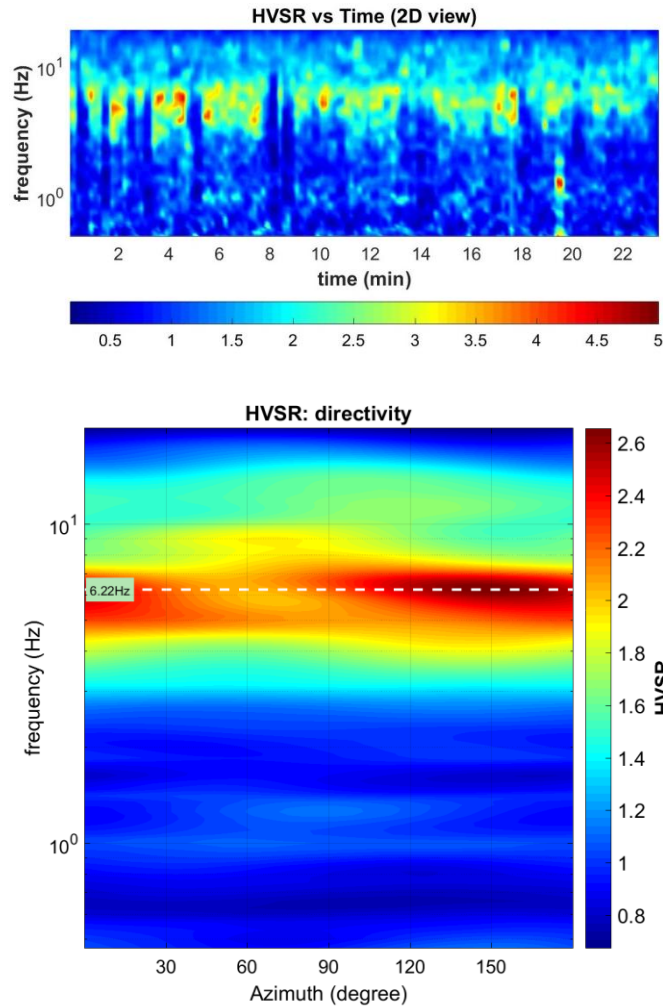 HVSR vs Time (2D view)
frequency (Hz)
10¹
10⁰
2 4 6 8 10 12 14 16 18 20 22
time (min)
0.5 1 1.5 2 2.5 3 3.5 4 4.5 5
HVSR: directivity
frequency (Hz)
10¹
6.22Hz
10⁰
30 60 90 120 150
Azimuth (degree)
2.6
2.4
2.2
2
1.8
1.6
1.4
1.2
1
0.8
HVSR